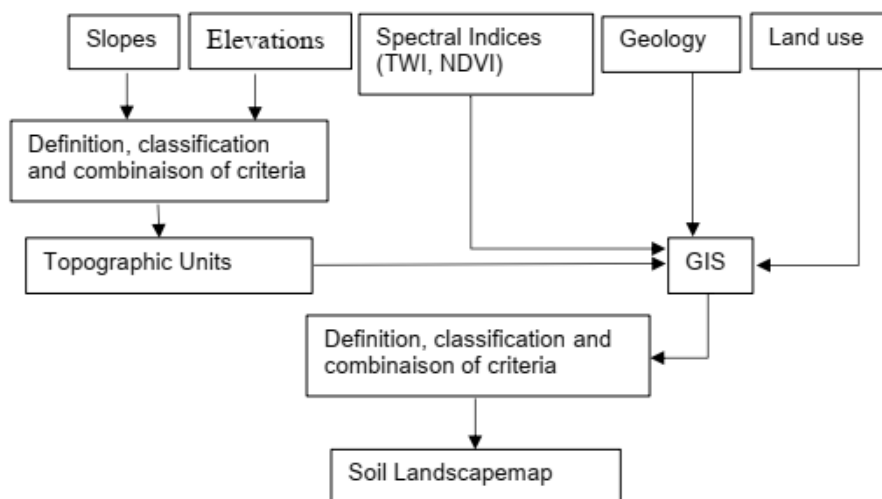 Slopes
Elevations
Spectral Indices
(TWI, NDVI)
Geology
Land use
Definition, classification
and combinaison of criteria
Topographic Units
GIS
Definition, classification and
combinaison of criteria
Soil Landscapemap